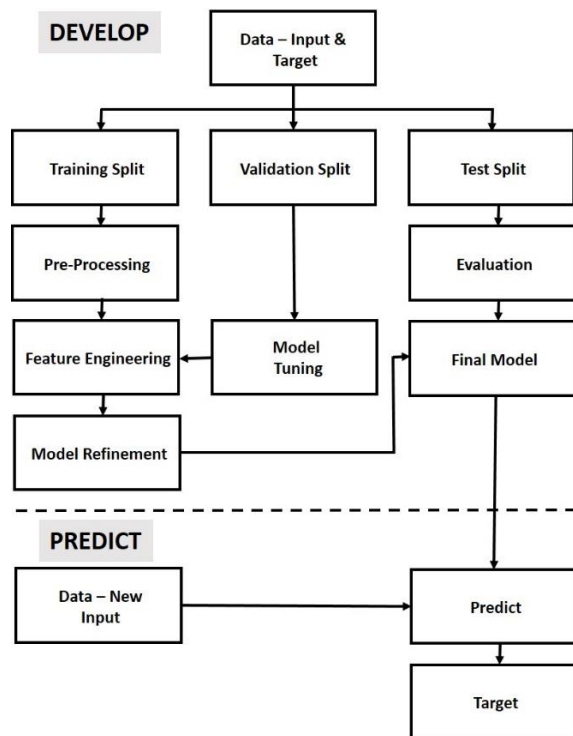 DEVELOP
Data – Input &
Target
Training Split
Validation Split
Test Split
Pre-Processing
Evaluation
Feature Engineering
Model
Tuning
Final Model
Model Refinement
PREDICT
Data – New
Input
Predict
Target